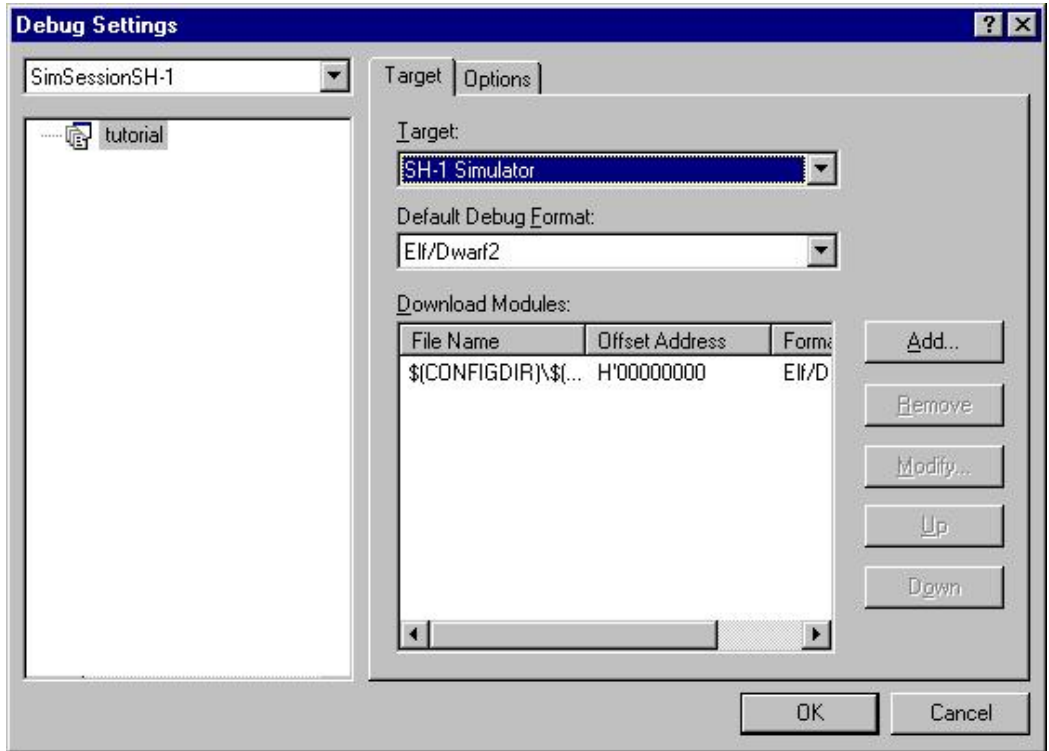 Debug Settings
SimSessionSH-1
tutorial
Target
Options
Target:
SH-1 Simulator
Default Debug Format:
Elf/Dwarf2
Download Modules:
File Name Offset Address Forma
$(CONFIGDIR)\$(... H'00000000 Elf/D
Add...
Remove
Modify...
Up
Down
OK
Cancel